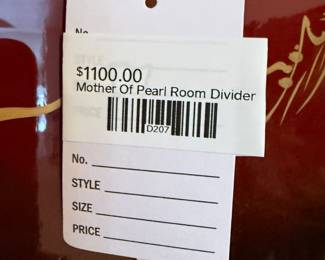 No.
$1100.00
Mother Of Pearl Room Divider
D207
No.
STYLE
SIZE
PRICE